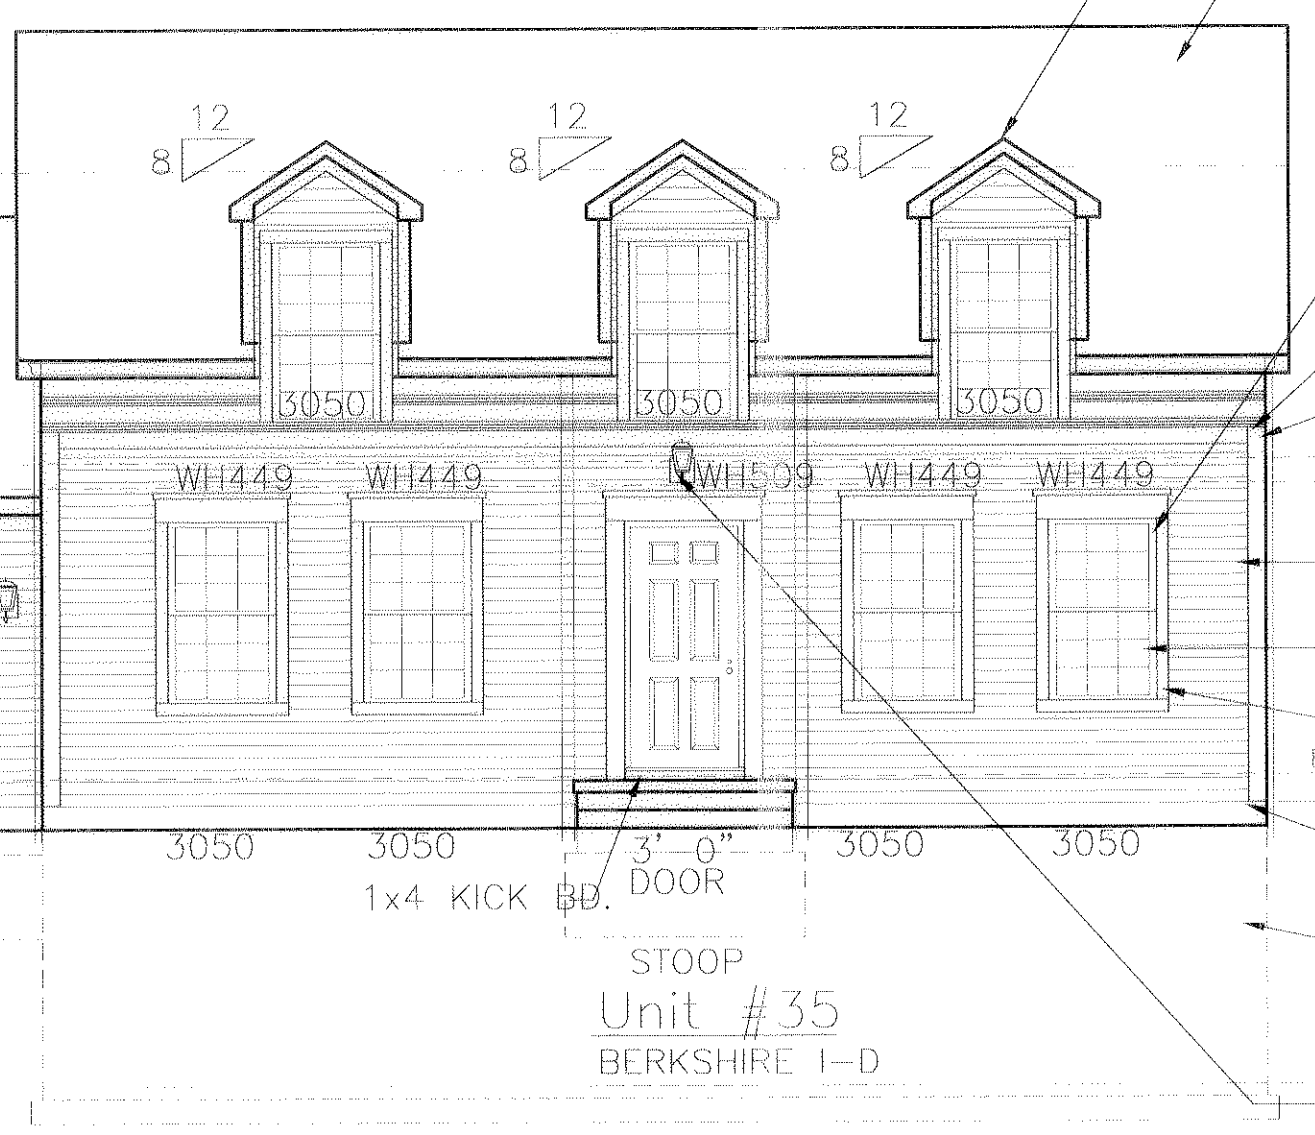 12 12 12
8 8 8
3050 3050 3050
WH449 WH449 WH509 WH449 WH449
3050 3050 3'-0" 3050 3050
DOOR
1x4 KICK BD.
STOOP
Unit #35
BERKSHIRE I-D